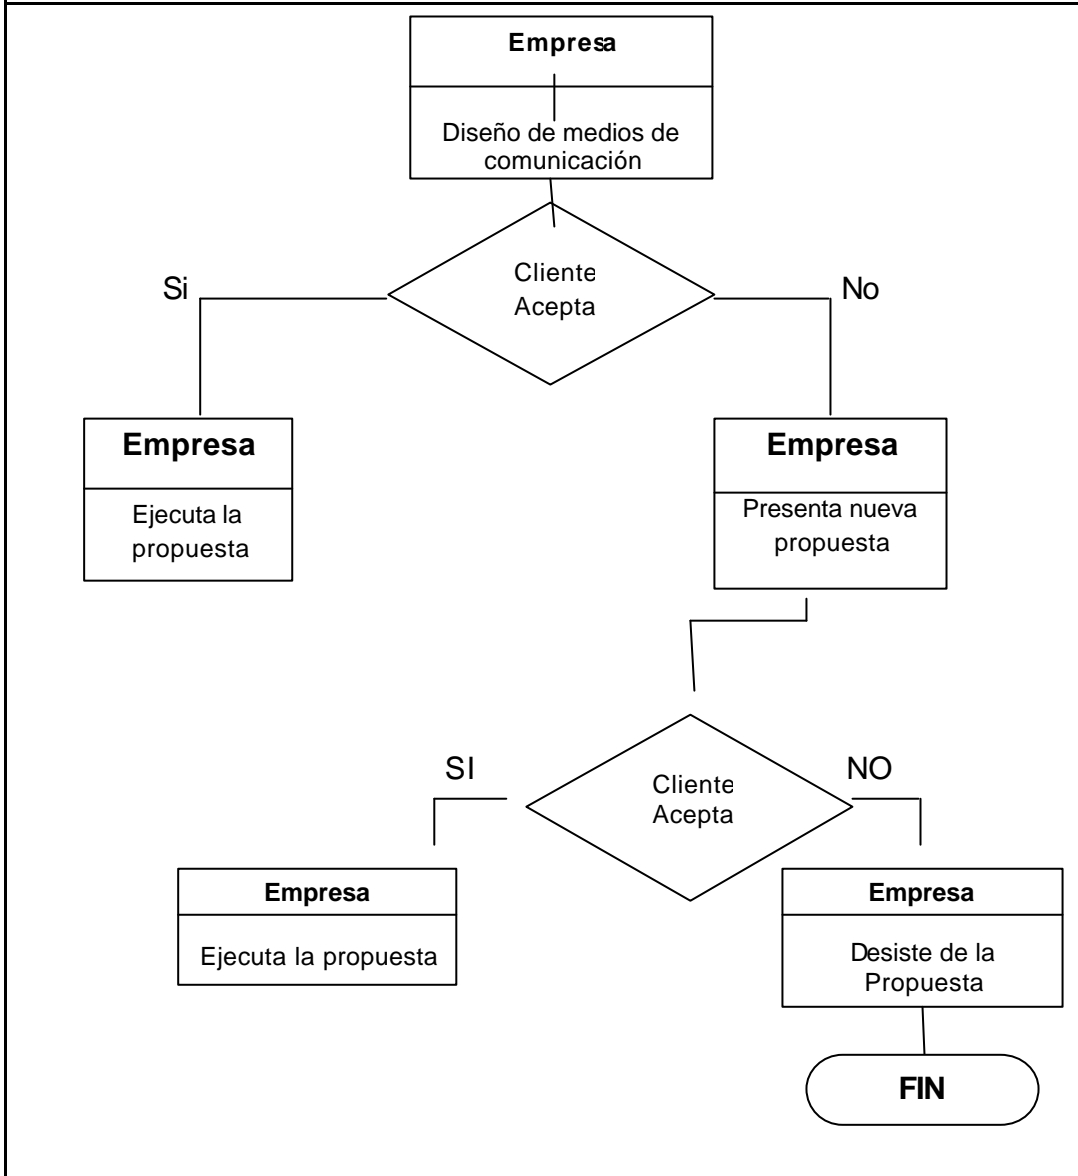 Empresa
Diseño de medios de
comunicación
Cliente
Acepta
Si
No
Empresa
Ejecuta la
propuesta
Empresa
Presenta nueva
propuesta
SI
Cliente
Acepta
NO
Empresa
Ejecuta la propuesta
Empresa
Desiste de la
Propuesta
FIN